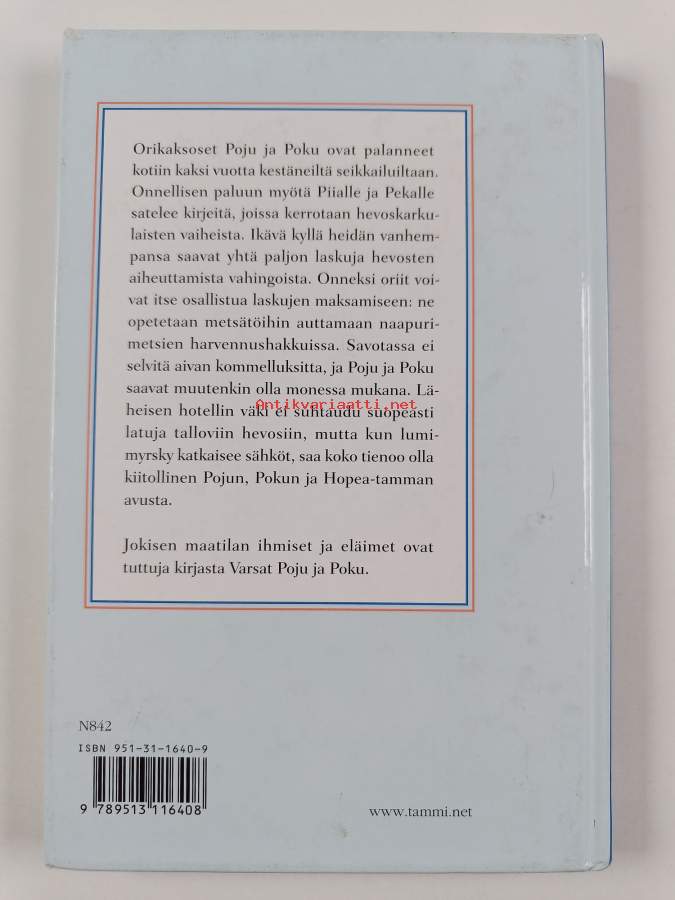 Orikaksoset Poju ja Poku ovat palanneet
kotiin kaksi vuotta kestäneiltä seikkailuiltaan.
Onnellisen paluun myötä Piialle ja Pekalle
satelee kirjeitä, joissa kerrotaan hevoskarku-
laisten vaiheista. Ikävä kyllä heidän vanhem-
pansa saavat yhtä paljon laskuja hevosten
aiheuttamista vahingoista. Onneksi oriit voi-
vat itse osallistua laskujen maksamiseen: ne
opetetaan metsätöihin auttamaan naapuri-
metsien harvennushakkuissa. Savotassa ei
selvitä aivan kommelluksitta, ja Poju ja Poku
saavat muutenkin olla monessa mukana. Lä-
Antikvariaatti.net
heisen hotellin väki ei suhtaudu suopeasti
latuja talloviin hevosiin, mutta kun lumi-
myrsky katkaisee sähköt, saa koko tienoo olla
kiitollinen Pojun, Pokun ja Hopea-tamman
avusta.
Jokisen maatilan ihmiset ja eläimet ovat
tuttuja kirjasta Varsat Poju ja Poku.
N842
ISBN 951-31-1640-9
9 789513 116408
www.tammi.net